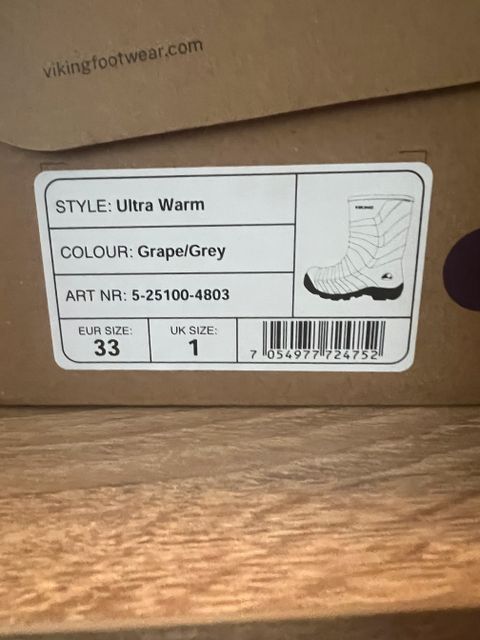 vikingfootwear.com
STYLE: Ultra Warm
VIKING
COLOUR: Grape/Grey
ART NR: 5-25100-4803
EUR SIZE:
33
UK SIZE:
1
7 054977 724752